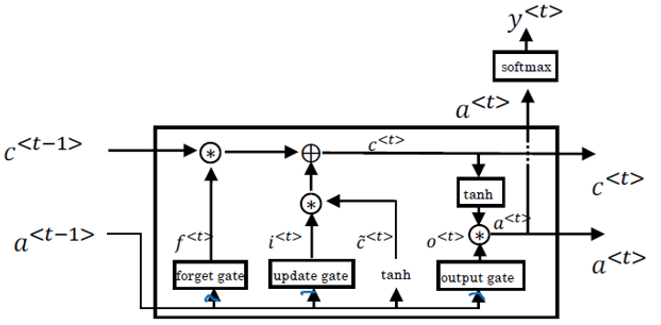 y<t>
softmax
a<t>
c<t-1>
c<t>
c<t>
tanh
a<t-1>
f<t>
i<t>
c̃<t>
o<t>
a<t>
a<t>
forget gate
update gate
tanh
output gate